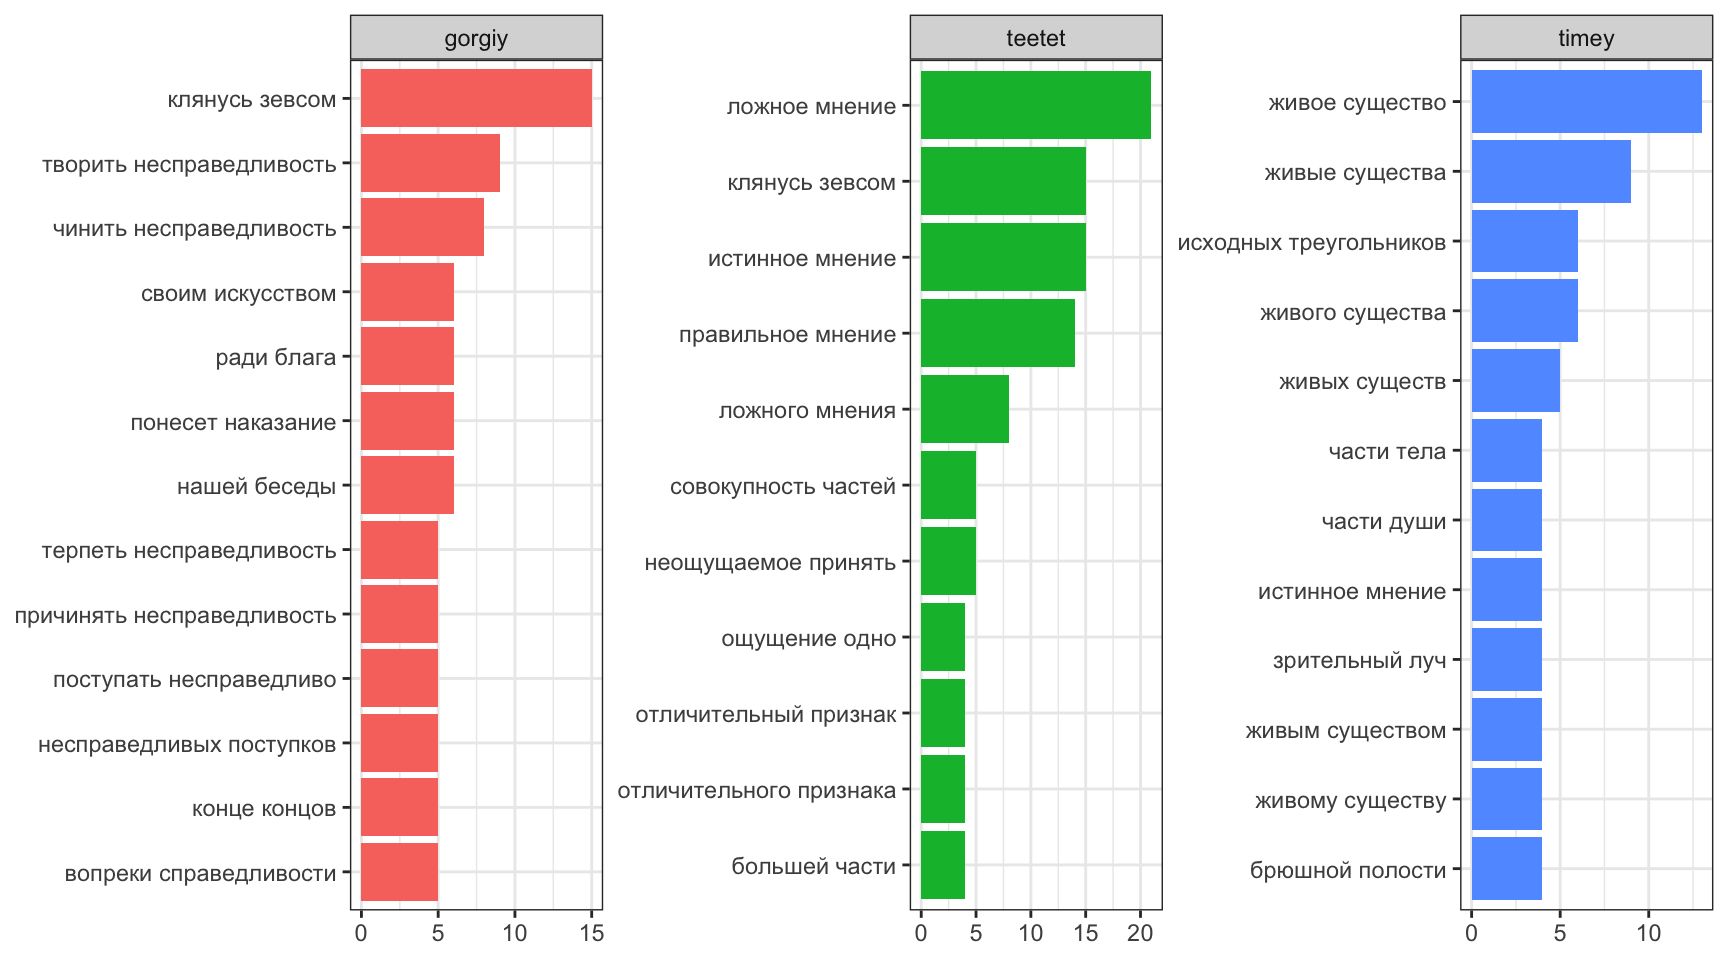 gorgiy
клянусь зевсом
творить несправедливость
чинить несправедливость
своим искусством
ради блага
понесет наказание
нашей беседы
терпеть несправедливость
причинять несправедливость
поступать несправедливо
несправедливых поступков
конце концов
вопреки справедливости
0 5 10 15
teetet
ложное мнение
клянусь зевсом
истинное мнение
правильное мнение
ложного мнения
совокупность частей
неощущаемое принять
ощущение одно
отличительный признак
отличительного признака
большей части
0 5 10 15 20
timey
живое существо
живые существа
исходных треугольников
живого существа
живых существ
части тела
части души
истинное мнение
зрительный луч
живым существом
живому существу
брюшной полости
0 5 10